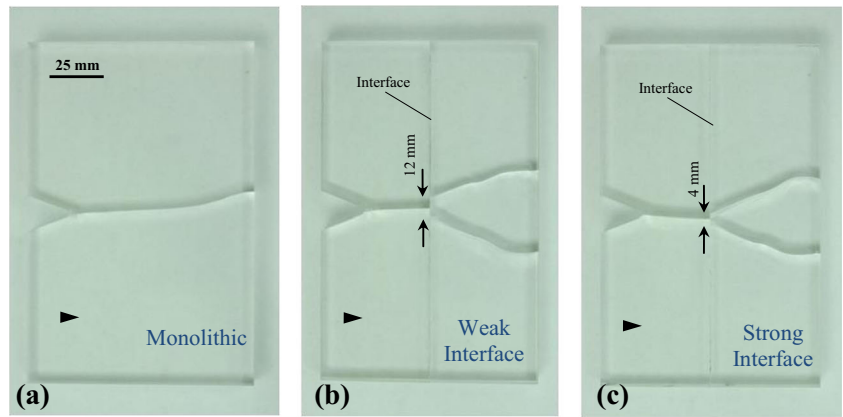 25 mm
Monolithic
(a)
Interface
12 mm
Weak
Interface
(b)
Interface
4 mm
Strong
Interface
(c)